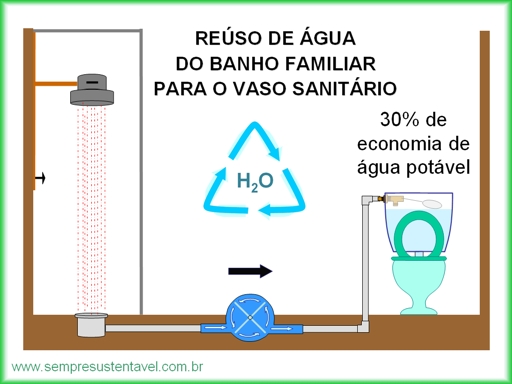 REÚSO DE ÁGUA
DO BANHO FAMILIAR
PARA O VASO SANITÁRIO
30% de
economia de
água potável
H₂O
www.sempresustentavel.com.br